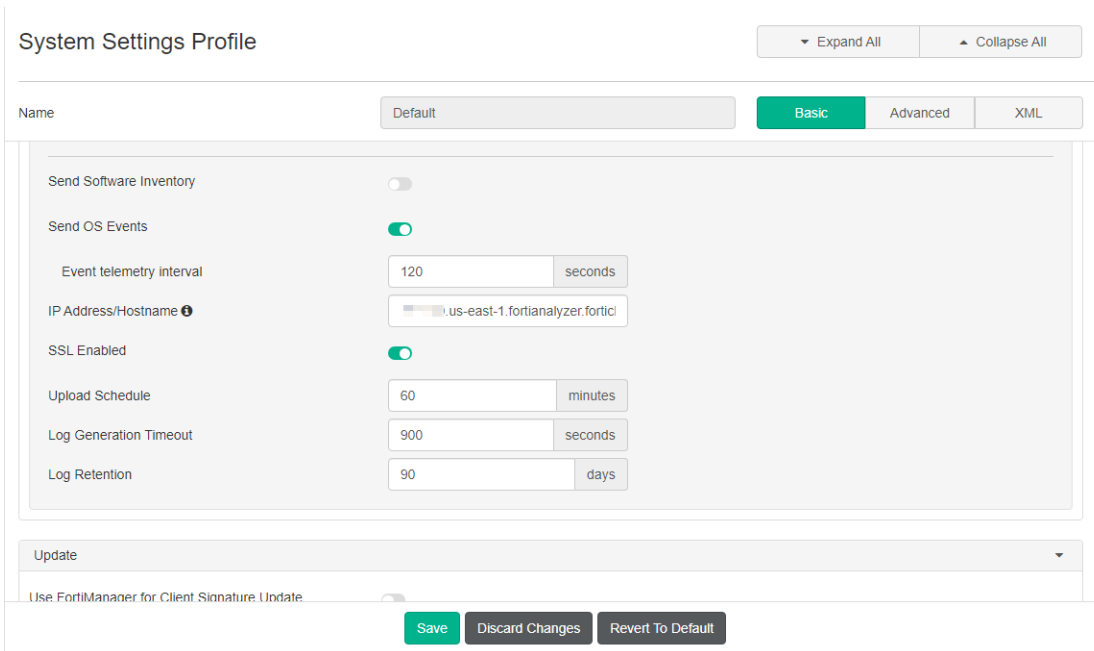 System Settings Profile
Expand All
Collapse All
Name
Default
Basic
Advanced
XML
Send Software Inventory
Send OS Events
Event telemetry interval
120
seconds
IP Address/Hostname
.us-east-1.fortianalyzer.fortic
SSL Enabled
Upload Schedule
60
minutes
Log Generation Timeout
900
seconds
Log Retention
90
days
Update
Use FortiManager for Client Signature Update
Save
Discard Changes
Revert To Default